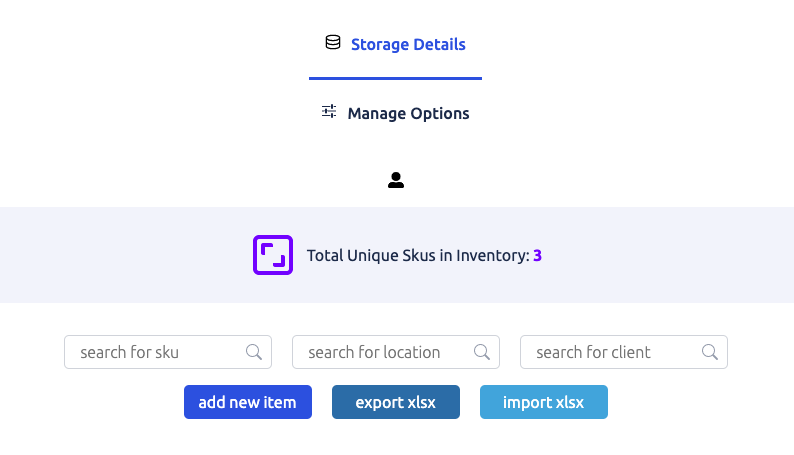 Storage Details
Manage Options
Total Unique Skus in Inventory: 3
search for sku search for location search for client
add new item export xlsx import xlsx